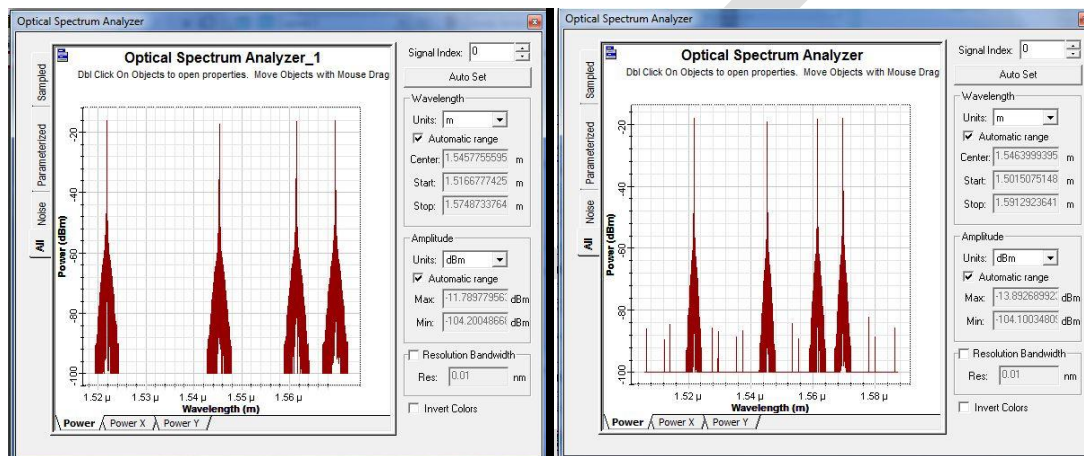 Optical Spectrum Analyzer
Optical Spectrum Analyzer_1
Dbl Click On Objects to open properties. Move Objects with Mouse Drag
Sampled
Parameterized
Noise
All
Power (dBm)
-20
-40
-60
-80
-100
1.52 µ
1.53 µ
1.54 µ
1.55 µ
1.56 µ
Wavelength (m)
Power
Power X
Power Y
Signal Index: 0
Auto Set
Wavelength
Units: m
Automatic range
Center: 1.5457755595 m
Start: 1.5166777425 m
Stop: 1.5748733764 m
Amplitude
Units: dBm
Automatic range
Max: -11.789779563 dBm
Min: -104.20048668 dBm
Resolution Bandwidth
Res: 0.01 nm
Invert Colors
Optical Spectrum Analyzer
Optical Spectrum Analyzer
Dbl Click On Objects to open properties. Move Objects with Mouse Drag
Sampled
Parameterized
Noise
All
Power (dBm)
-20
-40
-60
-80
-100
1.52 µ
1.54 µ
1.56 µ
1.58 µ
Wavelength (m)
Power
Power X
Power Y
Signal Index: 0
Auto Set
Wavelength
Units: m
Automatic range
Center: 1.5463999395 m
Start: 1.5015075148 m
Stop: 1.5912923641 m
Amplitude
Units: dBm
Automatic range
Max: dBm
Min: dBm
Resolution Bandwidth
Res: 0.01 nm
Invert Colors